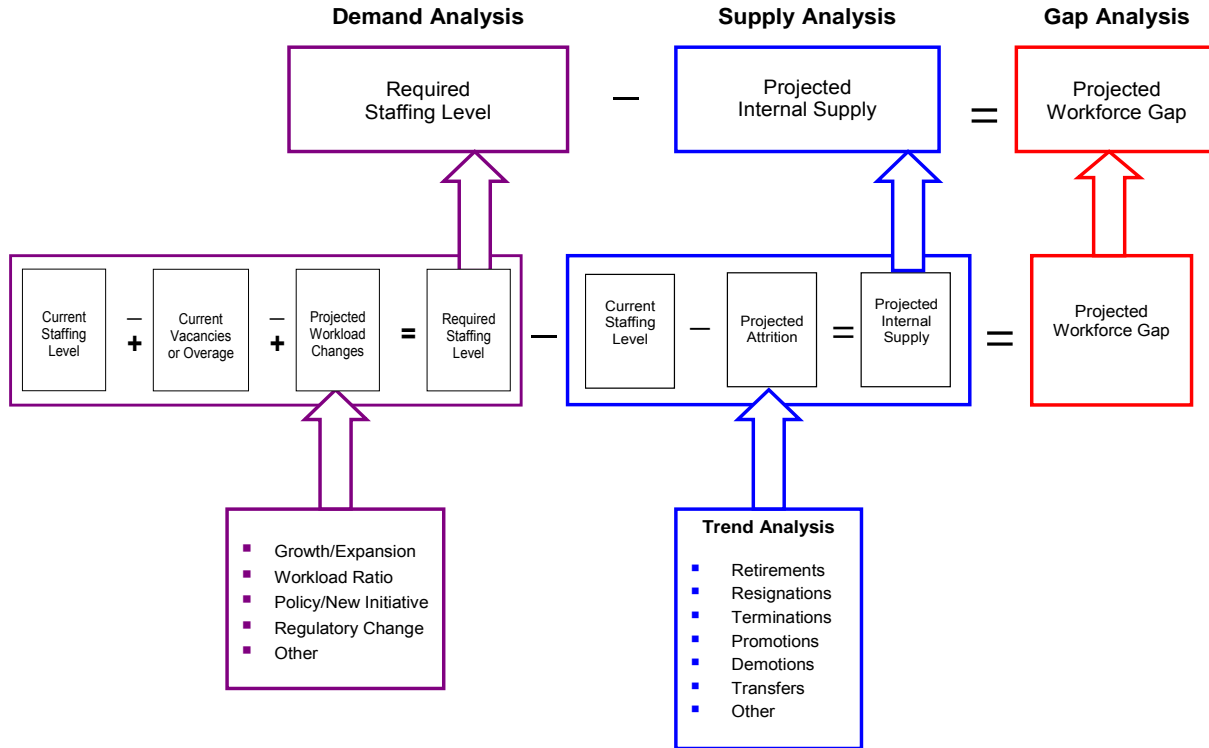 Demand Analysis
Supply Analysis
Gap Analysis
Required
Staffing Level
–
Projected
Internal Supply
=
Projected
Workforce Gap
Current
Staffing
Level
–
+
Current
Vacancies
or Overage
–
+
Projected
Workload
Changes
=
Required
Staffing
Level
–
Current
Staffing
Level
–
Projected
Attrition
=
Projected
Internal
Supply
=
Projected
Workforce Gap
▪ Growth/Expansion
▪ Workload Ratio
▪ Policy/New Initiative
▪ Regulatory Change
▪ Other
Trend Analysis
▪ Retirements
▪ Resignations
▪ Terminations
▪ Promotions
▪ Demotions
▪ Transfers
▪ Other